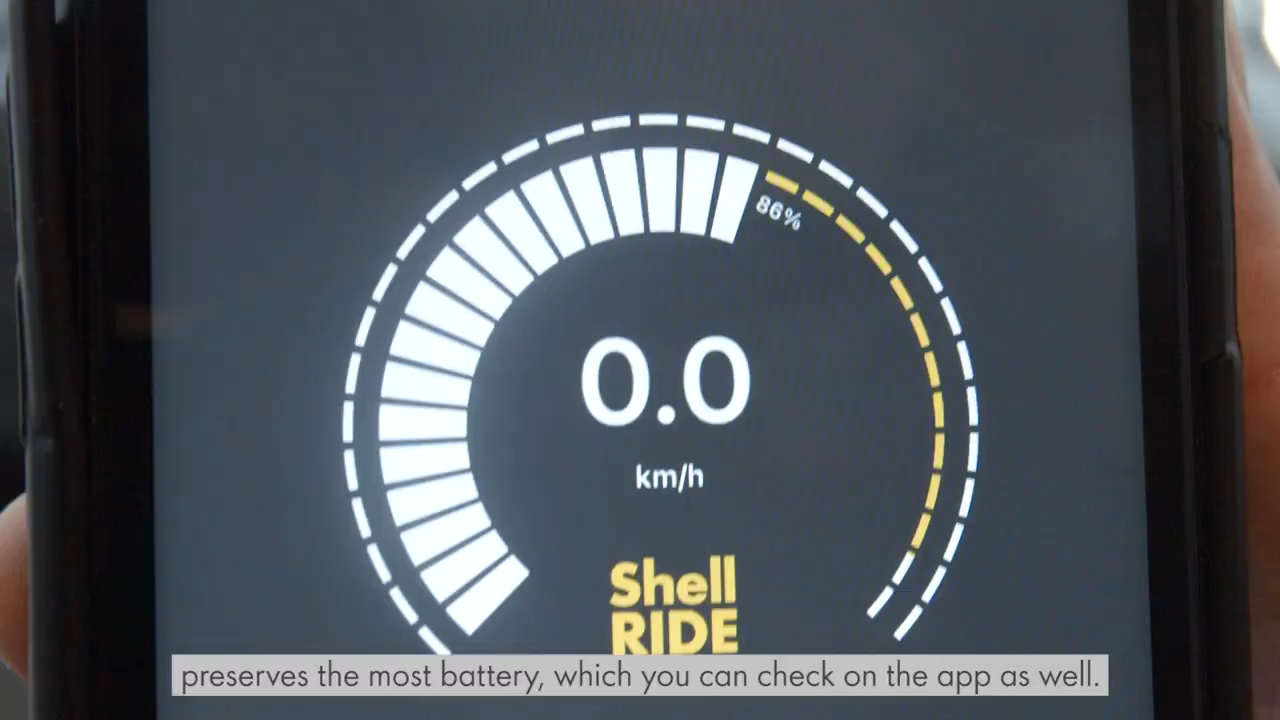 86%
0.0
km/h
Shell
RIDE
preserves the most battery, which you can check on the app as well.